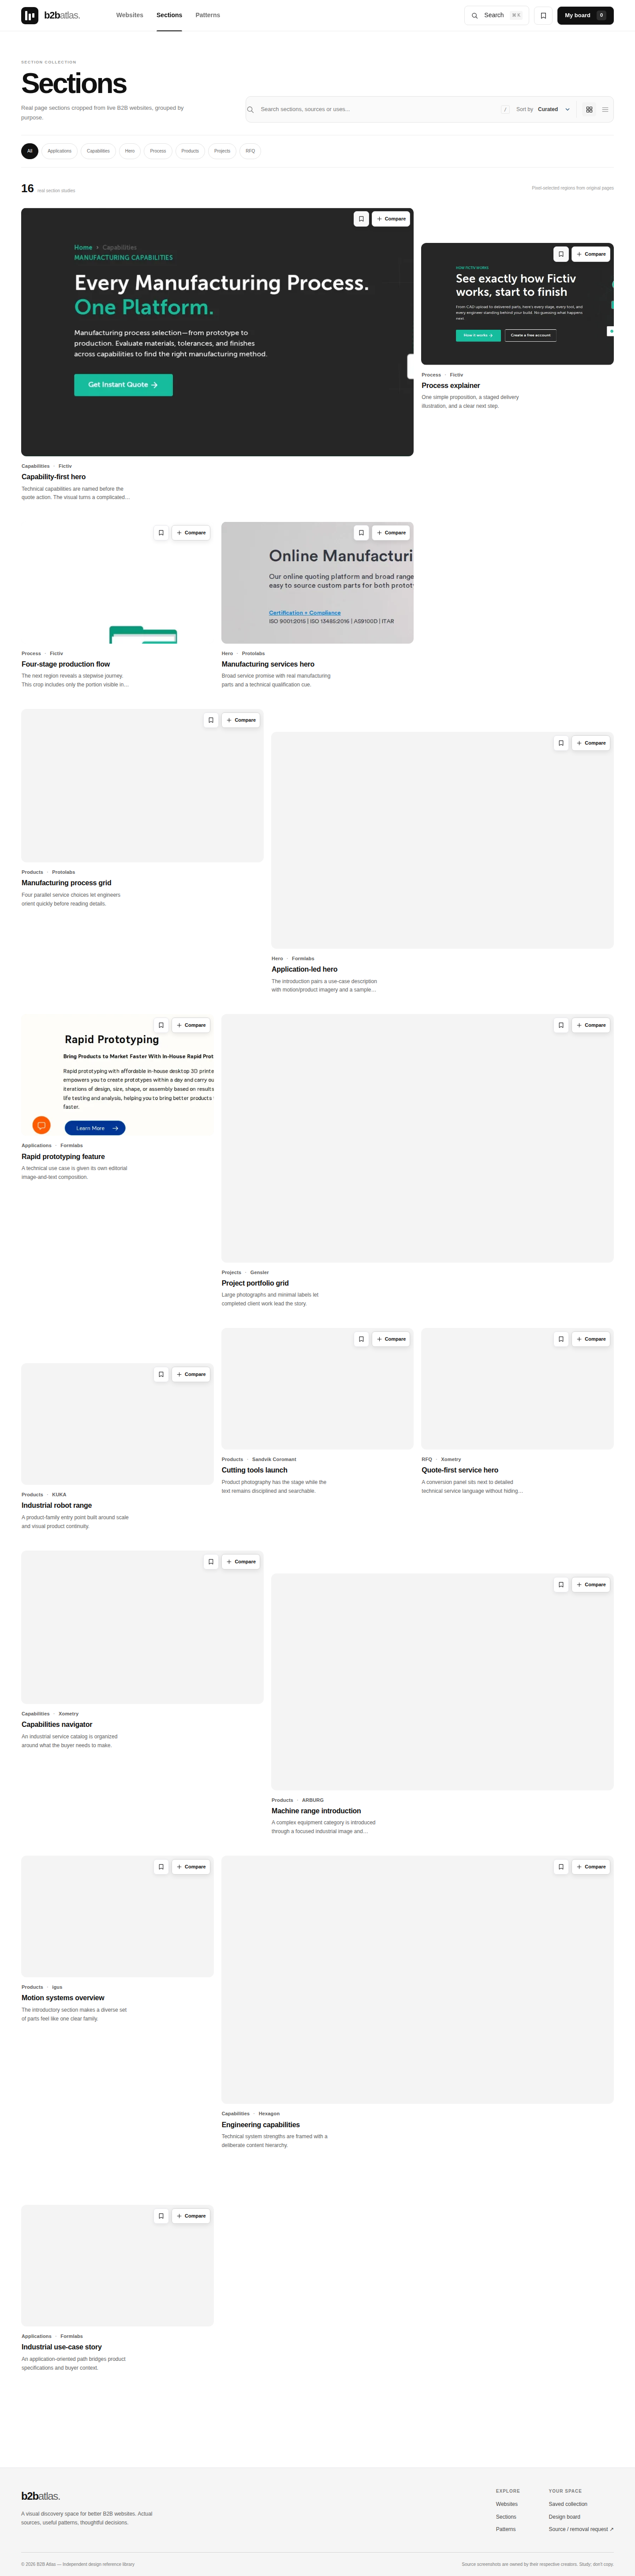 b2batlas.
Websites
Sections
Patterns
Search
⌘ K
My board
0
SECTION COLLECTION
Sections
Real page sections cropped from live B2B websites, grouped by
purpose.
Search sections, sources or uses...
/
Sort by
Curated
All
Applications
Capabilities
Hero
Process
Products
Projects
RFQ
16 real section studies
Pixel-selected regions from original pages
Compare
Home • Capabilities
MANUFACTURING CAPABILITIES
Every Manufacturing Process.
One Platform.
Manufacturing process selection—from prototype to
production. Evaluate materials, tolerances, and finishes
across capabilities to find the right manufacturing method.
Get Instant Quote →
Capabilities · Fictiv
Capability-first hero
Technical capabilities are named before the
quote action. The visual turns a complicated…
Compare
HOW FICTIV WORKS
See exactly how Fictiv
works, start to finish
From CAD upload to delivered parts, here's every stage, every tool, and
every engineer standing behind your build. No guessing what happens
next.
How it works →
Create a free account
Process · Fictiv
Process explainer
One simple proposition, a staged delivery
illustration, and a clear next step.
Compare
Process · Fictiv
Four-stage production flow
The next region reveals a stepwise journey.
This crop includes only the portion visible in…
Compare
Online Manufacturi
Our online quoting platform and broad range
easy to source custom parts for both protot
Certification + Compliance
ISO 9001:2015 | ISO 13485:2016 | AS9100D | ITAR
Hero · Protolabs
Manufacturing services hero
Broad service promise with real manufacturing
parts and a technical qualification cue.
Compare
Products · Protolabs
Manufacturing process grid
Four parallel service choices let engineers
orient quickly before reading details.
Compare
Hero · Formlabs
Application-led hero
The introduction pairs a use-case description
with motion/product imagery and a sample…
Compare
Rapid Prototyping
Bring Products to Market Faster With In-House Rapid Prot
Rapid prototyping with affordable in-house desktop 3D printe
empowers you to create prototypes within a day and carry ou
iterations of design, size, shape, or assembly based on results
life testing and analysis, helping you to bring better products
faster.
Learn More →
Applications · Formlabs
Rapid prototyping feature
A technical use case is given its own editorial
image-and-text composition.
Compare
Projects · Gensler
Project portfolio grid
Large photographs and minimal labels let
completed client work lead the story.
Compare
Products · KUKA
Industrial robot range
A product-family entry point built around scale
and visual product continuity.
Compare
Products · Sandvik Coromant
Cutting tools launch
Product photography has the stage while the
text remains disciplined and searchable.
Compare
RFQ · Xometry
Quote-first service hero
A conversion panel sits next to detailed
technical service language without hiding…
Compare
Capabilities · Xometry
Capabilities navigator
An industrial service catalog is organized
around what the buyer needs to make.
Compare
Products · ARBURG
Machine range introduction
A complex equipment category is introduced
through a focused industrial image and…
Compare
Products · igus
Motion systems overview
The introductory section makes a diverse set
of parts feel like one clear family.
Compare
Capabilities · Hexagon
Engineering capabilities
Technical system strengths are framed with a
deliberate content hierarchy.
Compare
Applications · Formlabs
Industrial use-case story
An application-oriented path bridges product
specifications and buyer context.
b2batlas.
A visual discovery space for better B2B websites. Actual
sources, useful patterns, thoughtful decisions.
EXPLORE
Websites
Sections
Patterns
YOUR SPACE
Saved collection
Design board
Source / removal request ↗
© 2026 B2B Atlas — Independent design reference library
Source screenshots are owned by their respective creators. Study, don't copy.